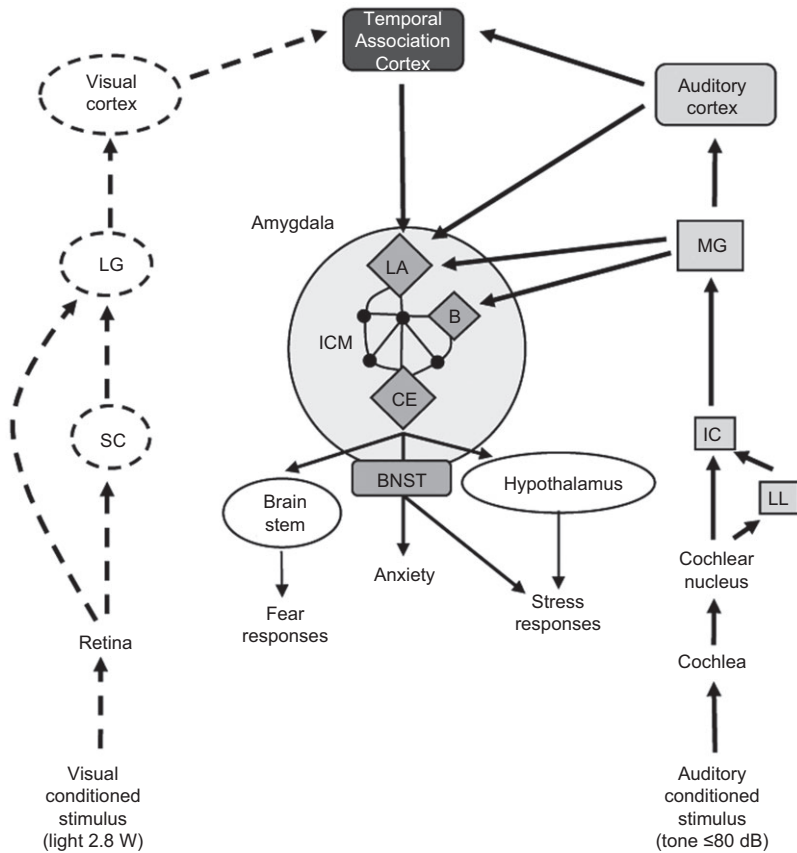 Temporal
Association
Cortex
Visual
cortex
Auditory
cortex
Amygdala
LG
LA
MG
B
ICM
CE
SC
IC
BNST
Hypothalamus
LL
Brain
stem
Cochlear
nucleus
Anxiety
Fear
responses
Stress
responses
Retina
Cochlea
Visual
conditioned
stimulus
(light 2.8 W)
Auditory
conditioned
stimulus
(tone ≤80 dB)